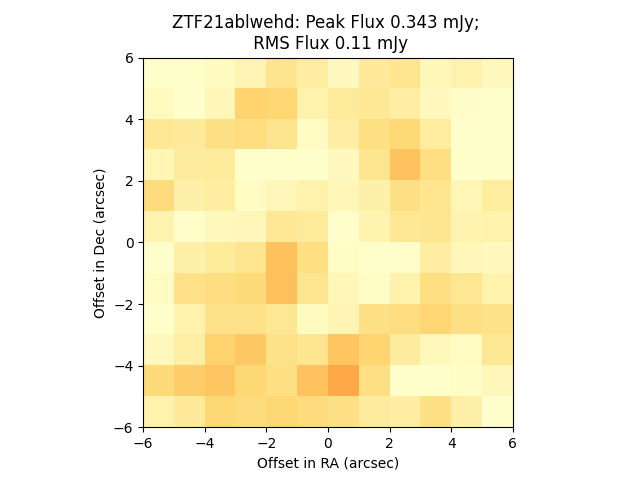 ZTF21ablwehd: Peak Flux 0.343 mJy;
RMS Flux 0.11 mJy
6
4
2
0
−2
−4
−6
Offset in Dec (arcsec)
−6 −4 −2 0 2 4 6
Offset in RA (arcsec)